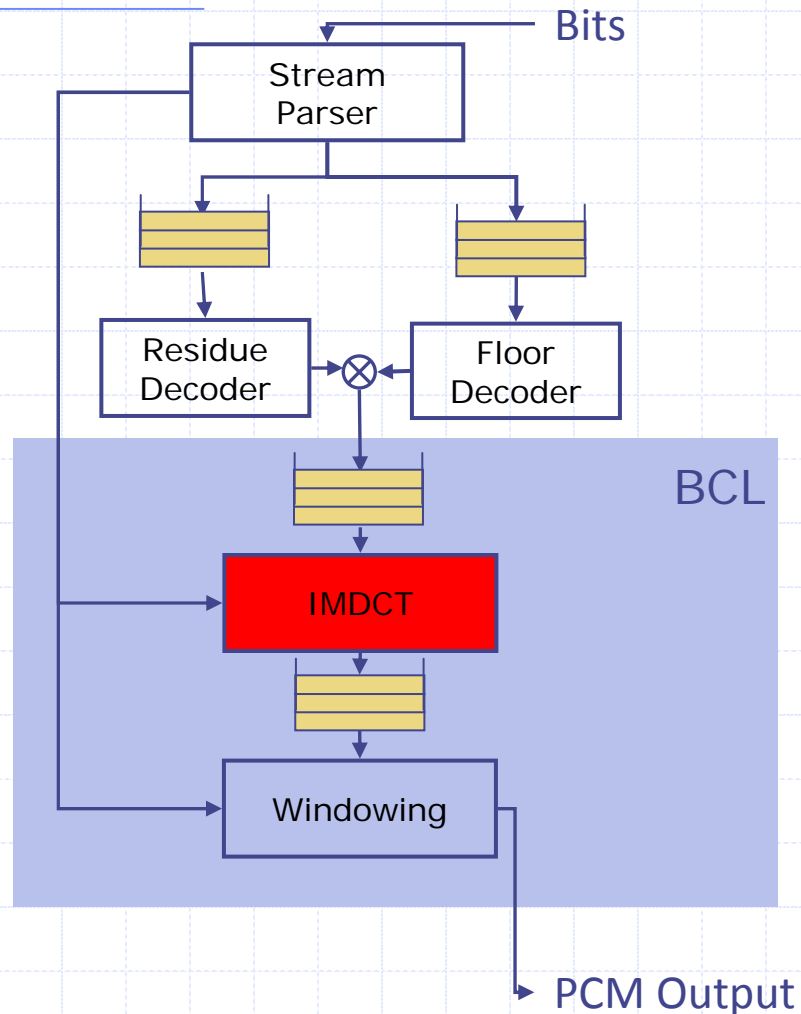 Bits
Stream
Parser
Residue
Decoder
Floor
Decoder
BCL
IMDCT
Windowing
PCM Output